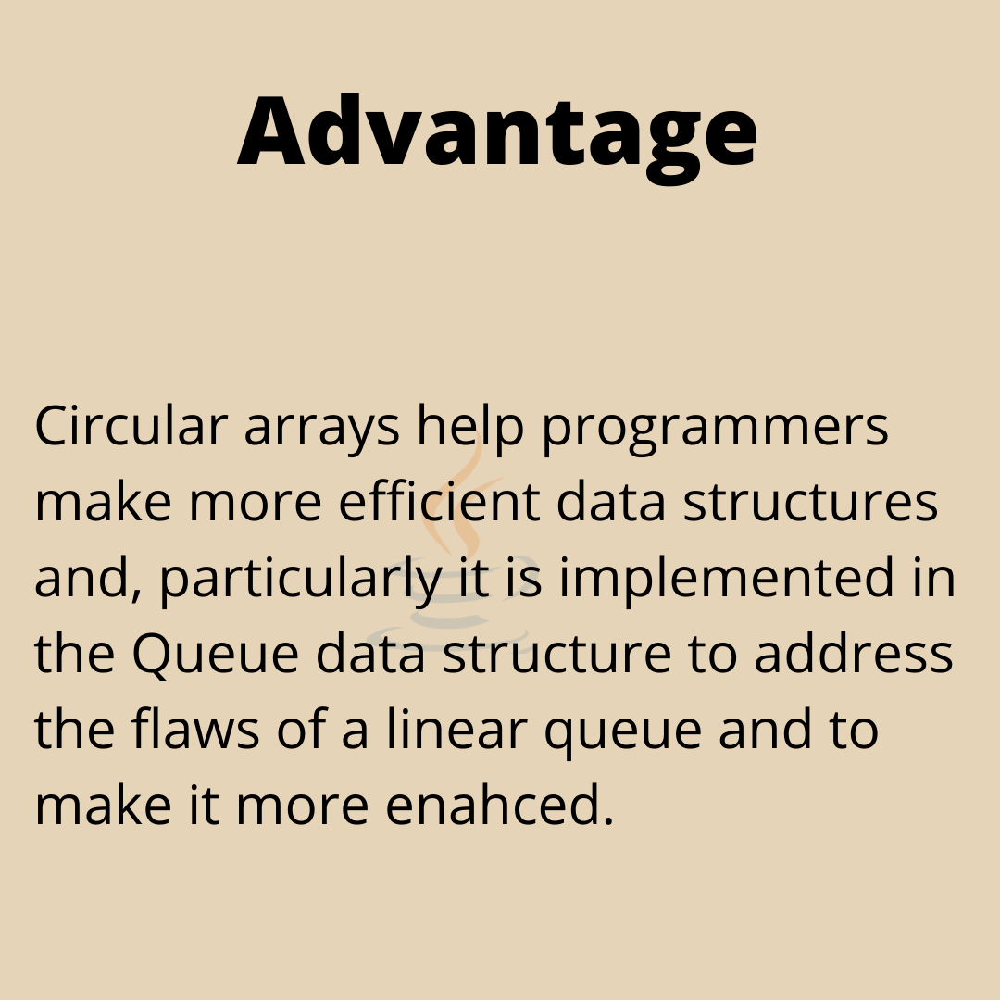 Advantage
Circular arrays help programmers
make more efficient data structures
and, particularly it is implemented in
the Queue data structure to address
the flaws of a linear queue and to
make it more enahced.